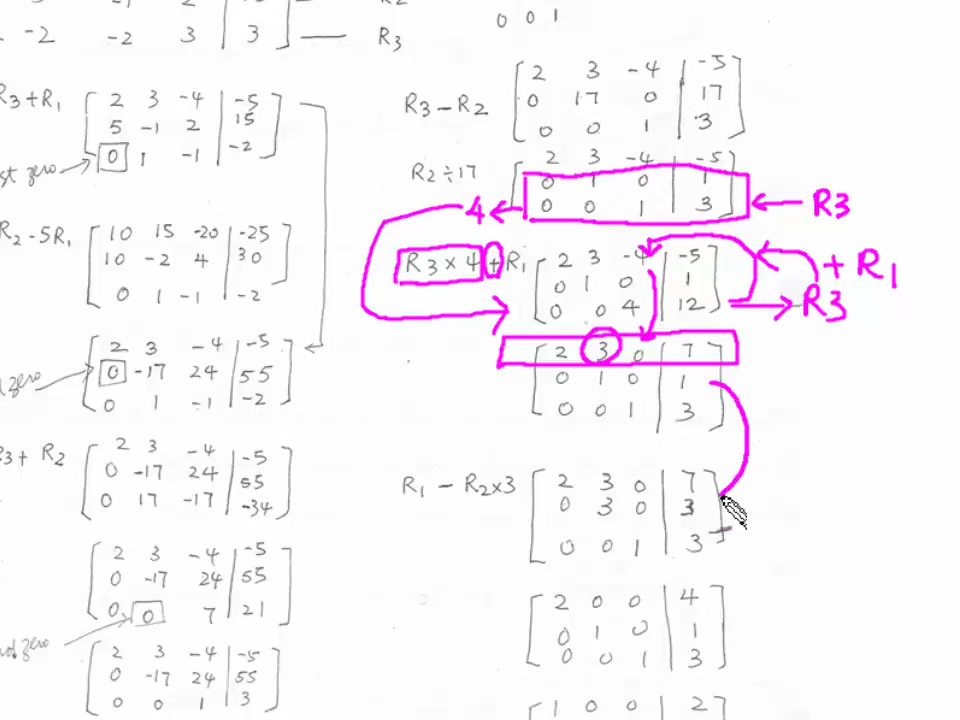 R2
-2 -2 3 | 3 R3
R3+R1
2 3 -4 | -5
5 -1 2 | 15
0 1 -1 | -2
R2 - 5R1
10 15 -20 | -25
10 -2 4 | 30
0 1 -1 | -2
2 3 -4 | -5
0 -17 24 | 55
0 1 -1 | -2
zero
R3 + R2
2 3 -4 | -5
0 -17 24 | 55
0 17 -17 | -34
2 3 -4 | -5
0 -17 24 | 55
0 0 7 | 21
zero
2 3 -4 | -5
0 -17 24 | 55
0 0 1 | 3
0 0 1
R3 - R2
2 3 -4 | -5
0 17 0 | 17
0 0 1 | 3
R2 ÷ 17
2 3 -4 | -5
0 1 0 | 1
0 0 1 | 3
R3
4
R3 × 4 + R1
2 3 -4 | -5
0 1 0 | 1
0 0 4 | 12
+ R1
R3
2 3 0 | 7
0 1 0 | 1
0 0 1 | 3
R1 - R2×3
2 3 0 | 7
0 3 0 | 3
0 0 1 | 3
2 0 0 | 4
0 1 0 | 1
0 0 1 | 3
1 0 0 | 2